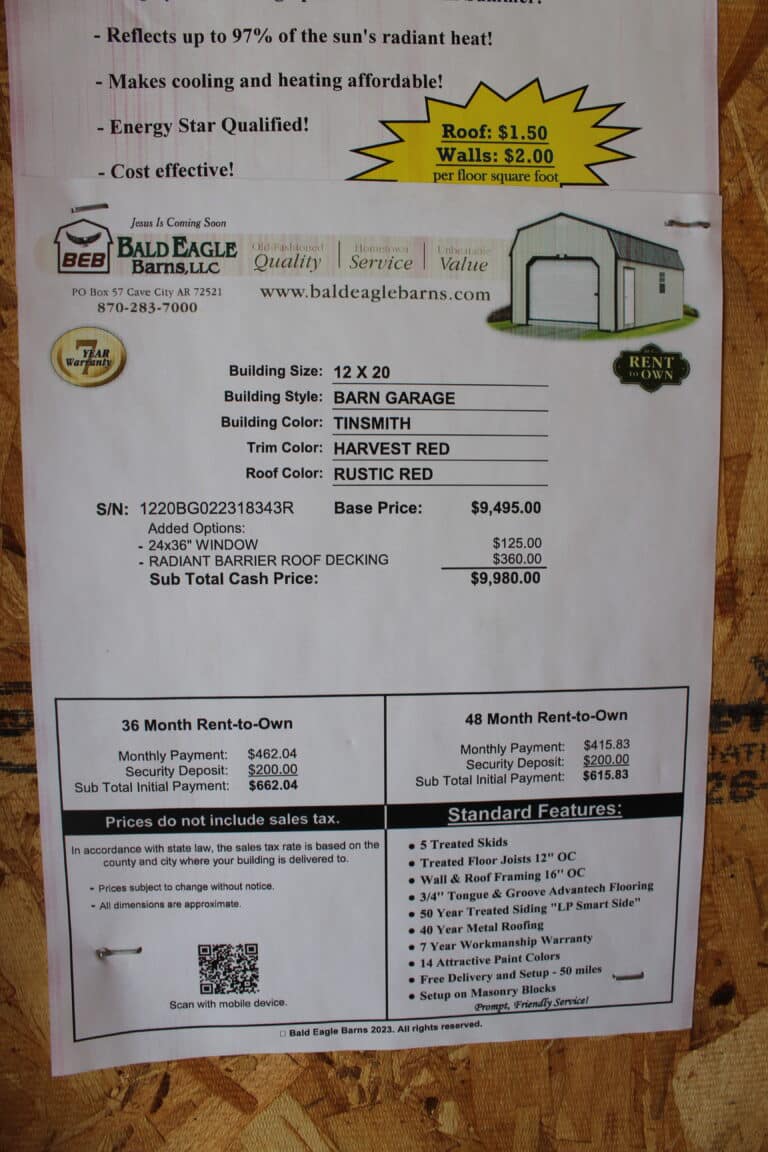 - Reflects up to 97% of the sun's radiant heat!
- Makes cooling and heating affordable!
- Energy Star Qualified!
- Cost effective!
Roof: $1.50
Walls: $2.00
per floor square foot
Jesus Is Coming Soon
BEB
BALD EAGLE
BARNS, LLC
Old-Fashioned Quality | Hometown Service | Unbeatable Value
PO Box 57 Cave City AR 72521
870-283-7000
www.baldeaglebarns.com
7 YEAR
Warranty
RENT
to OWN
Building Size: 12 X 20
Building Style: BARN GARAGE
Building Color: TINSMITH
Trim Color: HARVEST RED
Roof Color: RUSTIC RED
S/N: 1220BG022318343R Base Price: $9,495.00
Added Options:
- 24x36" WINDOW $125.00
- RADIANT BARRIER ROOF DECKING $360.00
Sub Total Cash Price: $9,980.00
36 Month Rent-to-Own
Monthly Payment: $462.04
Security Deposit: $200.00
Sub Total Initial Payment: $662.04
48 Month Rent-to-Own
Monthly Payment: $415.83
Security Deposit: $200.00
Sub Total Initial Payment: $615.83
Prices do not include sales tax.
In accordance with state law, the sales tax rate is based on the
county and city where your building is delivered to.
- Prices subject to change without notice.
- All dimensions are approximate.
Scan with mobile device.
Standard Features:
• 5 Treated Skids
• Treated Floor Joists 12" OC
• Wall & Roof Framing 16" OC
• 3/4" Tongue & Groove Advantech Flooring
• 50 Year Treated Siding "LP Smart Side"
• 40 Year Metal Roofing
• 7 Year Workmanship Warranty
• 14 Attractive Paint Colors
• Free Delivery and Setup - 50 miles
• Setup on Masonry Blocks
Prompt, Friendly Service!
□ Bald Eagle Barns 2023. All rights reserved.